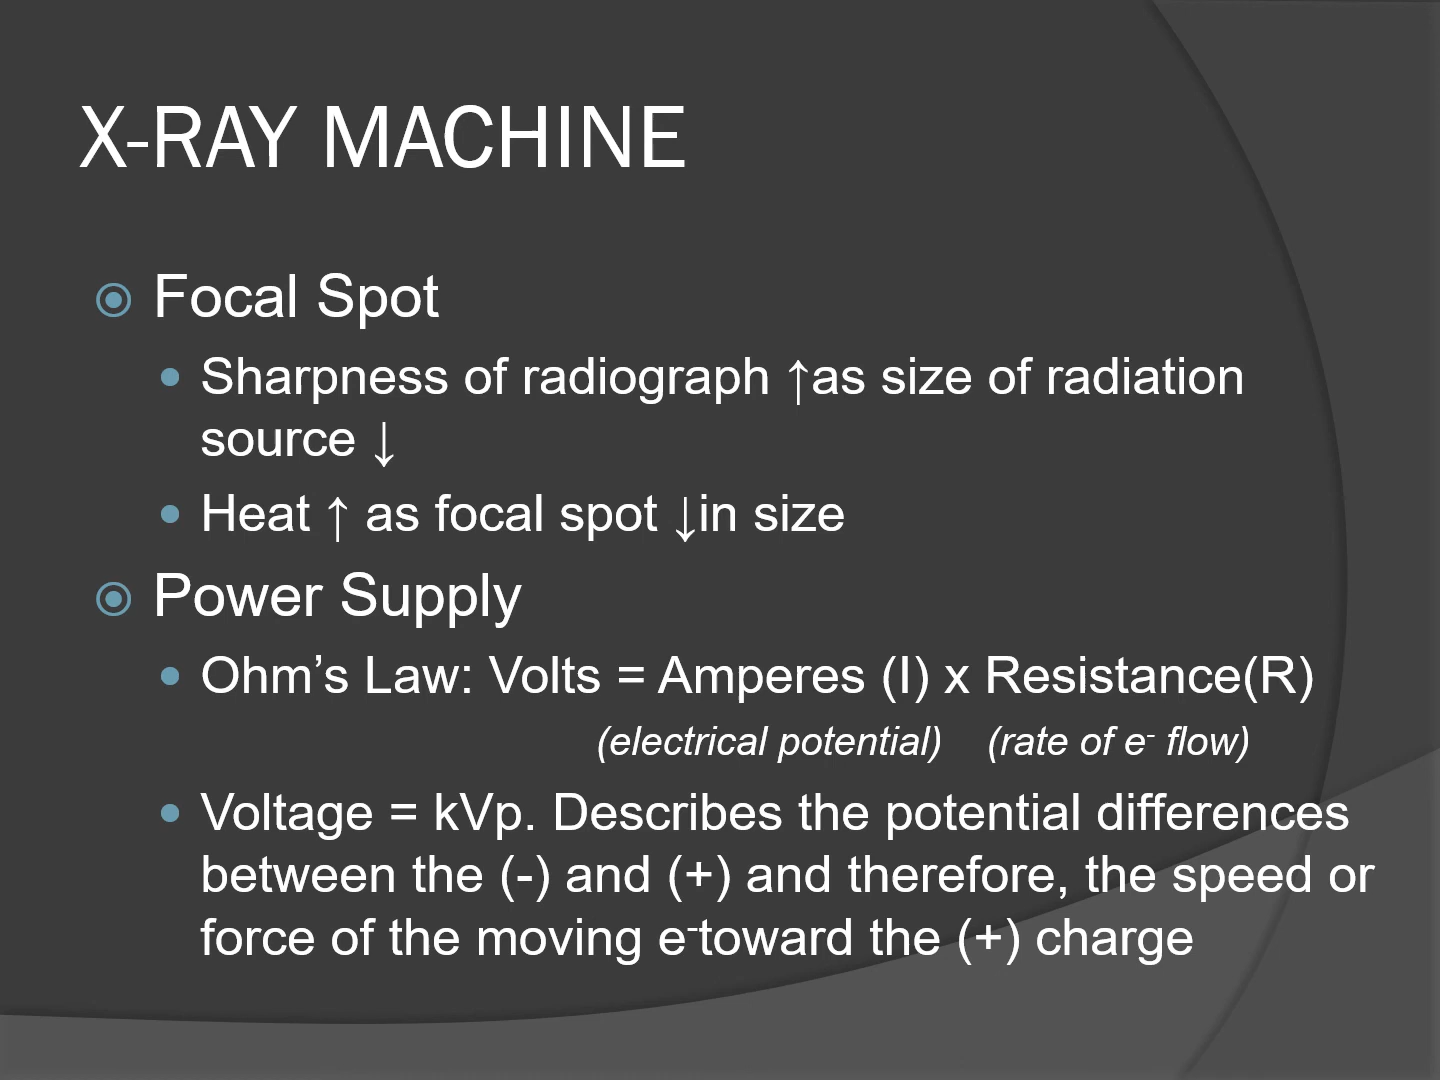 X-RAY MACHINE
Focal Spot
Sharpness of radiograph ↑as size of radiation
source ↓
Heat ↑ as focal spot ↓in size
Power Supply
Ohm’s Law: Volts = Amperes (I) x Resistance(R)
(electrical potential) (rate of e- flow)
Voltage = kVp. Describes the potential differences
between the (-) and (+) and therefore, the speed or
force of the moving e-toward the (+) charge